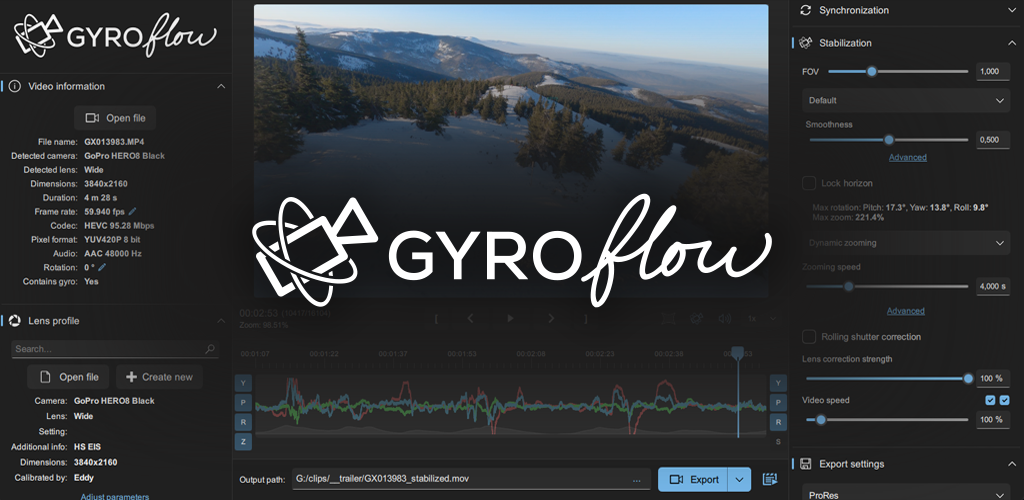 GYROflow
Video information
Open file
File name: GX013983.MP4
Detected camera: GoPro HERO8 Black
Detected lens: Wide
Dimensions: 3840x2160
Duration: 4 m 28 s
Frame rate: 59.940 fps
Codec: HEVC 95.28 Mbps
Pixel format: YUV420P 8 bit
Audio: AAC 48000 Hz
Rotation: 0 °
Contains gyro: Yes
Lens profile
Search...
Open file
Create new
Camera: GoPro HERO8 Black
Lens: Wide
Setting:
Additional info: HS EIS
Dimensions: 3840x2160
Calibrated by: Eddy
Adjust parameters
GYROflow
00:02:53
Zoom: 98.51%
1x
00:01:07
00:01:22
00:01:37
00:01:53
00:02:08
00:02:23
00:02:38
Y
P
R
Z
Y
P
R
S
Output path:
G:/clips/__trailer/GX013983_stabilized.mov
...
Export
Synchronization
Stabilization
FOV
1,000
Default
Smoothness
0,500
Advanced
Lock horizon
Max rotation: Pitch: 17.3°, Yaw: 13.8°, Roll: 9.8°
Max zoom: 221.4%
Dynamic zooming
Zooming speed
4,000 s
Advanced
Rolling shutter correction
Lens correction strength
100 %
Video speed
100 %
Export settings
ProRes